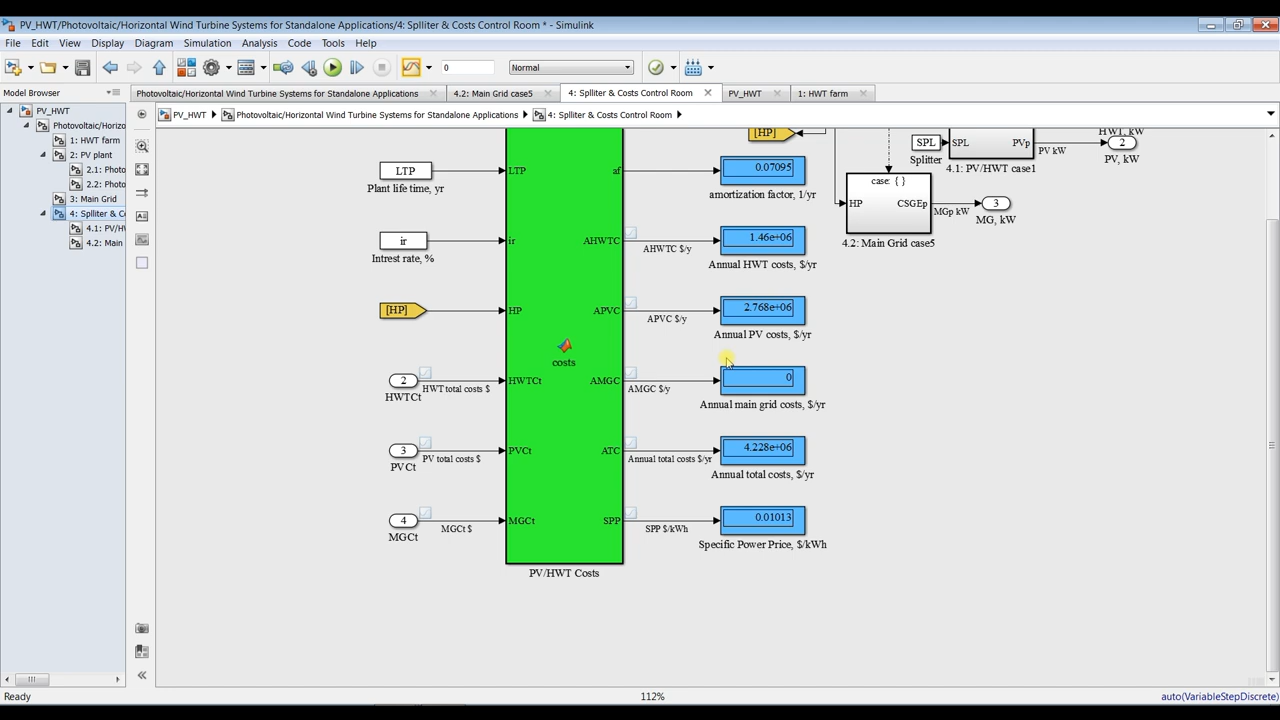 PV_HWT/Photovoltaic/Horizontal Wind Turbine Systems for Standalone Applications/4: Splliter & Costs Control Room * - Simulink
File Edit View Display Diagram Simulation Analysis Code Tools Help
0
Normal
Model Browser
Photovoltaic/Horizontal Wind Turbine Systems for Standalone Applications
4.2: Main Grid case5
4: Spllliter & Costs Control Room
PV_HWT
1: HWT farm
PV_HWT
Photovoltaic/Horizontal Wind Turbine Systems for Standalone Applications
4: Spllliter & Costs Control Room
PV_HWT
Photovoltaic/Horizo
1: HWT farm
2: PV plant
2.1: Photo
2.2: Photo
3: Main Grid
4: Spllliter & C
4.1: PV/H
4.2: Main
[HP]
SPL
Splitter
SPL
PVp
4.1: PV/HWT case1
PV kW
HWT, kW
2
PV, kW
case: { }
HP
CSGEp
4.2: Main Grid case5
MGp kW
3
MG, kW
LTP
Plant life time, yr
LTP
af
0.07095
amortization factor, 1/yr
ir
Intrest rate, %
ir
AHWTC
AHWTC $/y
1.46e+06
Annual HWT costs, $/yr
[HP]
HP
APVC
APVC $/y
2.768e+06
Annual PV costs, $/yr
costs
2
HWTCt
HWT total costs $
HWTCt
AMGC
AMGC $/y
0
Annual main grid costs, $/yr
3
PVCt
PV total costs $
PVCt
ATC
Annual total costs $/yr
4.228e+06
Annual total costs, $/yr
4
MGCt
MGCt $
MGCt
SPP
SPP $/kWh
0.01013
Specific Power Price, $/kWh
PV/HWT Costs
Ready
112%
auto(VariableStepDiscrete)